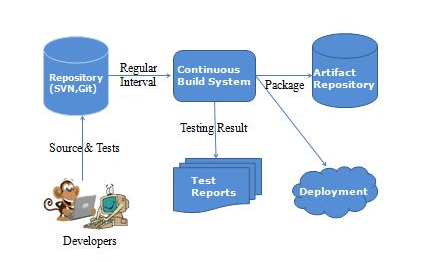 Repository
(SVN,Git)
Regular
Interval
Continuous
Build System
Package
Artifact
Repository
Source & Tests
Testing Result
Test
Reports
Deployment
Developers